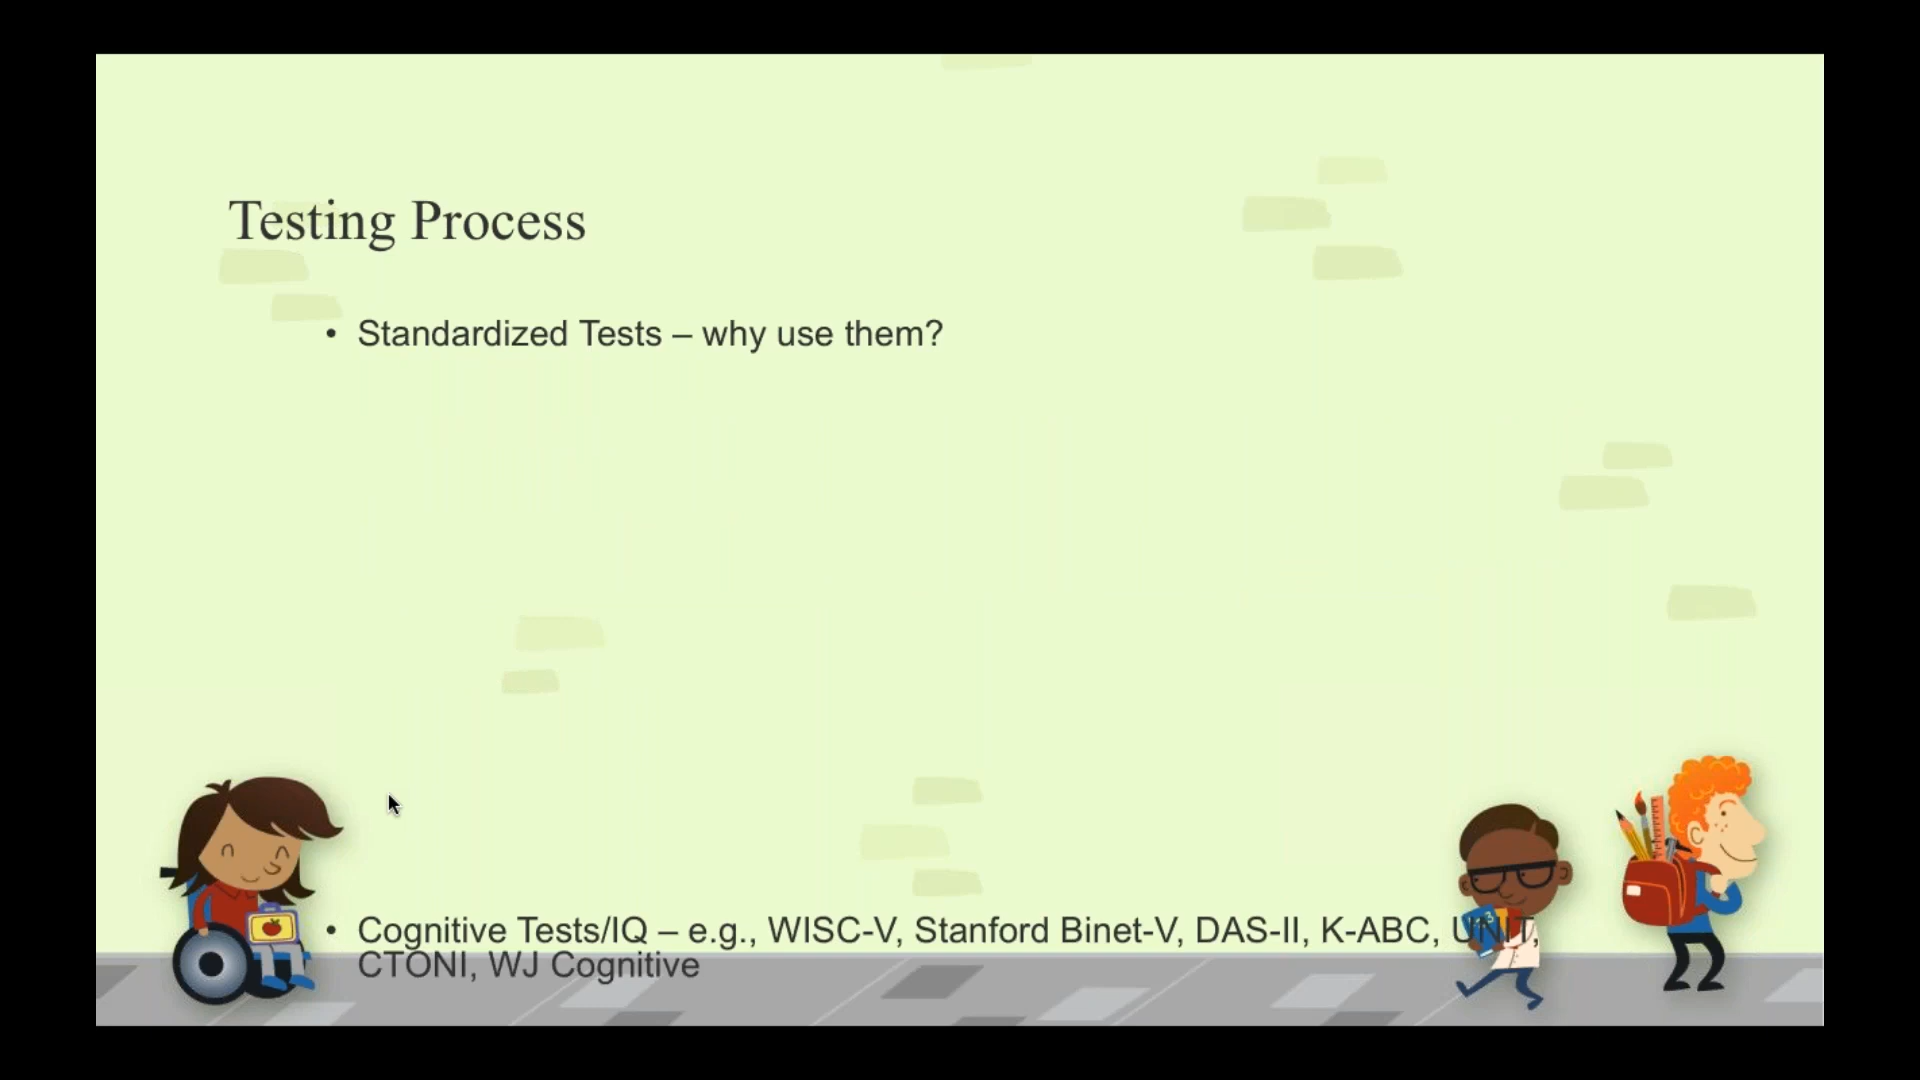 Testing Process
• Standardized Tests – why use them?
• Cognitive Tests/IQ – e.g., WISC-V, Stanford Binet-V, DAS-II, K-ABC, UNIT,
CTONI, WJ Cognitive